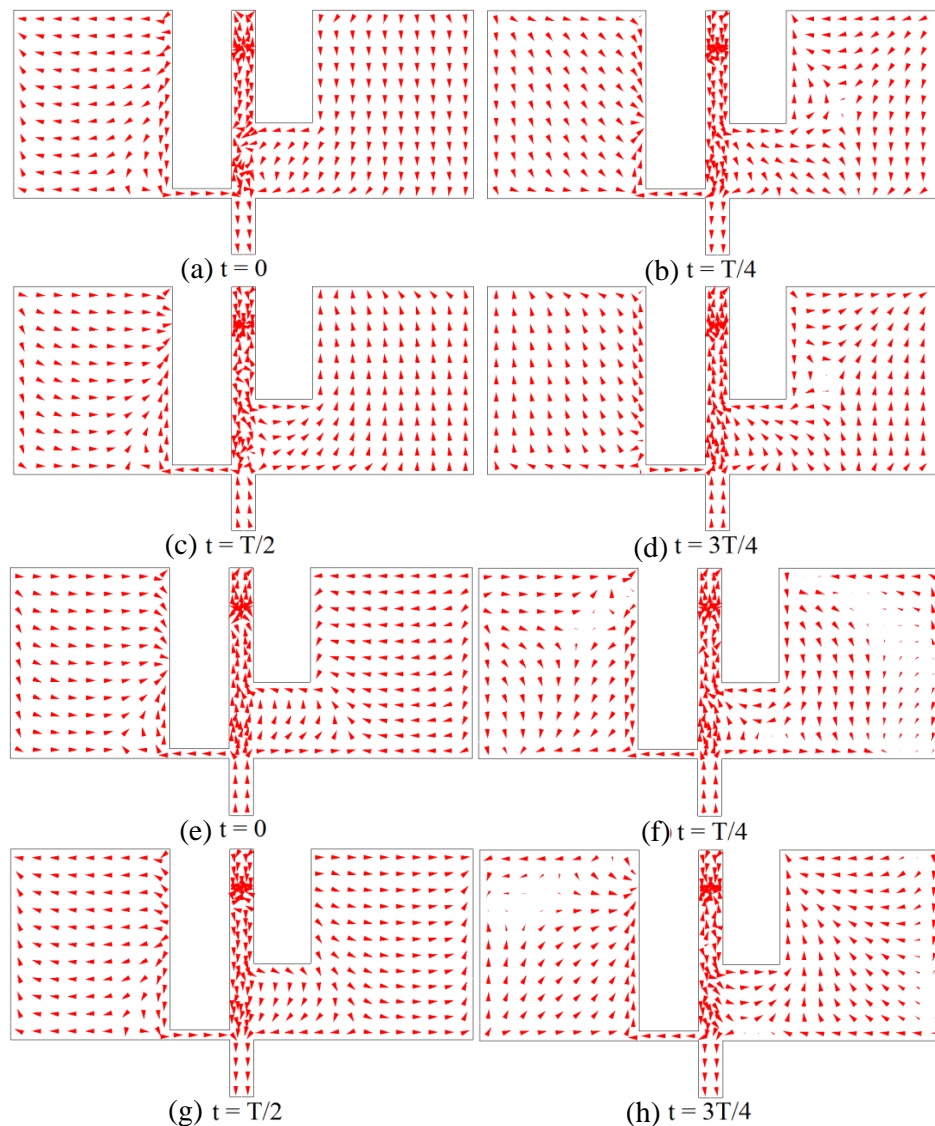 (a) t = 0
(b) t = T/4
(c) t = T/2
(d) t = 3T/4
(e) t = 0
(f) t = T/4
(g) t = T/2
(h) t = 3T/4